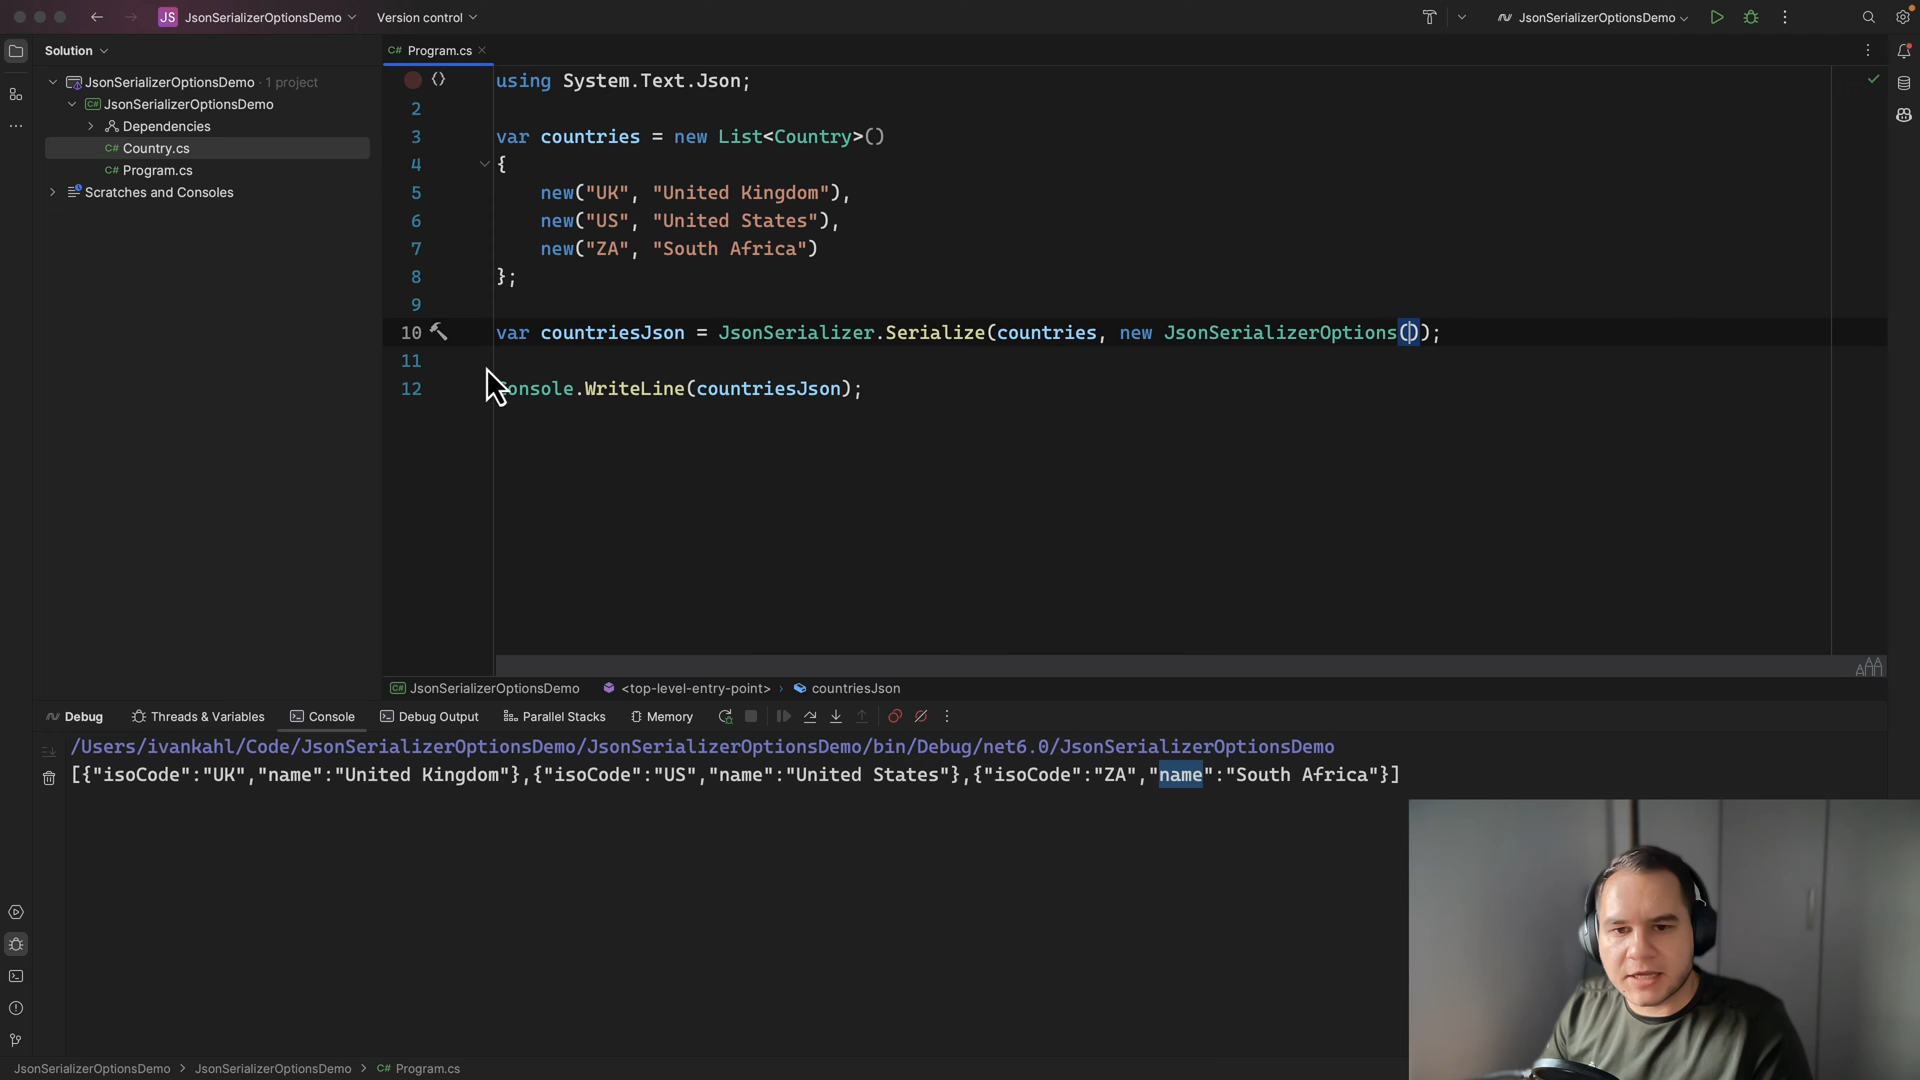 JS JsonSerializerOptionsDemo Version control JsonSerializerOptionsDemo
Solution
JsonSerializerOptionsDemo · 1 project
JsonSerializerOptionsDemo
Dependencies
C# Country.cs
C# Program.cs
Scratches and Consoles
C# Program.cs
using System.Text.Json;
2
3 var countries = new List<Country>()
4 {
5 new("UK", "United Kingdom"),
6 new("US", "United States"),
7 new("ZA", "South Africa")
8 };
9
10 var countriesJson = JsonSerializer.Serialize(countries, new JsonSerializerOptions());
11
12 Console.WriteLine(countriesJson);
C# JsonSerializerOptionsDemo <top-level-entry-point> › countriesJson
Debug Threads & Variables Console Debug Output Parallel Stacks Memory
/Users/ivankahl/Code/JsonSerializerOptionsDemo/JsonSerializerOptionsDemo/bin/Debug/net6.0/JsonSerializerOptionsDemo
[{"isoCode":"UK","name":"United Kingdom"},{"isoCode":"US","name":"United States"},{"isoCode":"ZA","name":"South Africa"}]
JsonSerializerOptionsDemo › JsonSerializerOptionsDemo › C# Program.cs